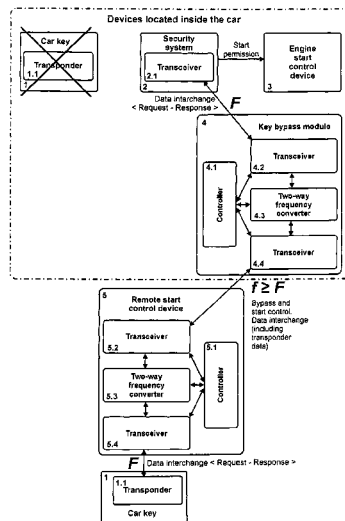 Devices located inside the car
Car key
1.1
Transponder
1
Security
system
Transceiver
2.1
2
Start
permission
Engine
start
control
device
3
Data interchange
< Request - Response >
F
4
Key bypass module
4.1
Controller
Transceiver
4.2
Two-way
frequency
converter
4.3
Transceiver
4.4
f ≥ F
Bypass and
start control.
Data interchange
(including
transponder
data)
5
Remote start
control device
Transceiver
5.2
5.1
Controller
Two-way
frequency
converter
5.3
Transceiver
5.4
F
Data interchange < Request - Response >
1
1.1
Transponder
Car key